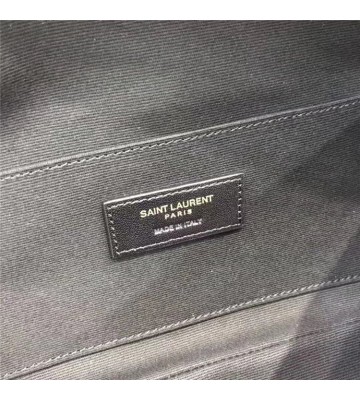 SAINT LAURENT
PARIS
MADE IN ITALY